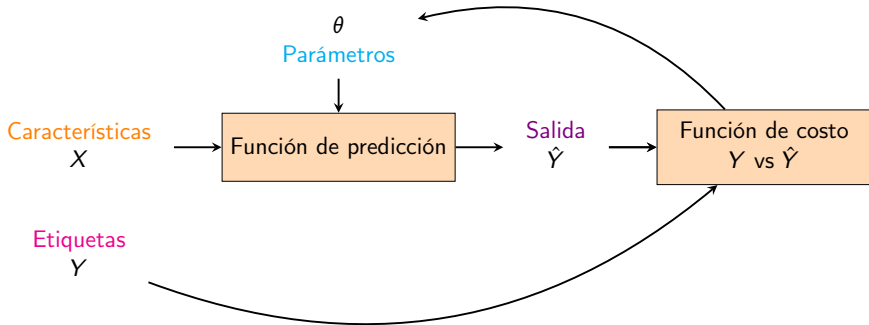 θ
Parámetros
Características
X
Función de predicción
Salida
Ŷ
Función de costo
Y vs Ŷ
Etiquetas
Y